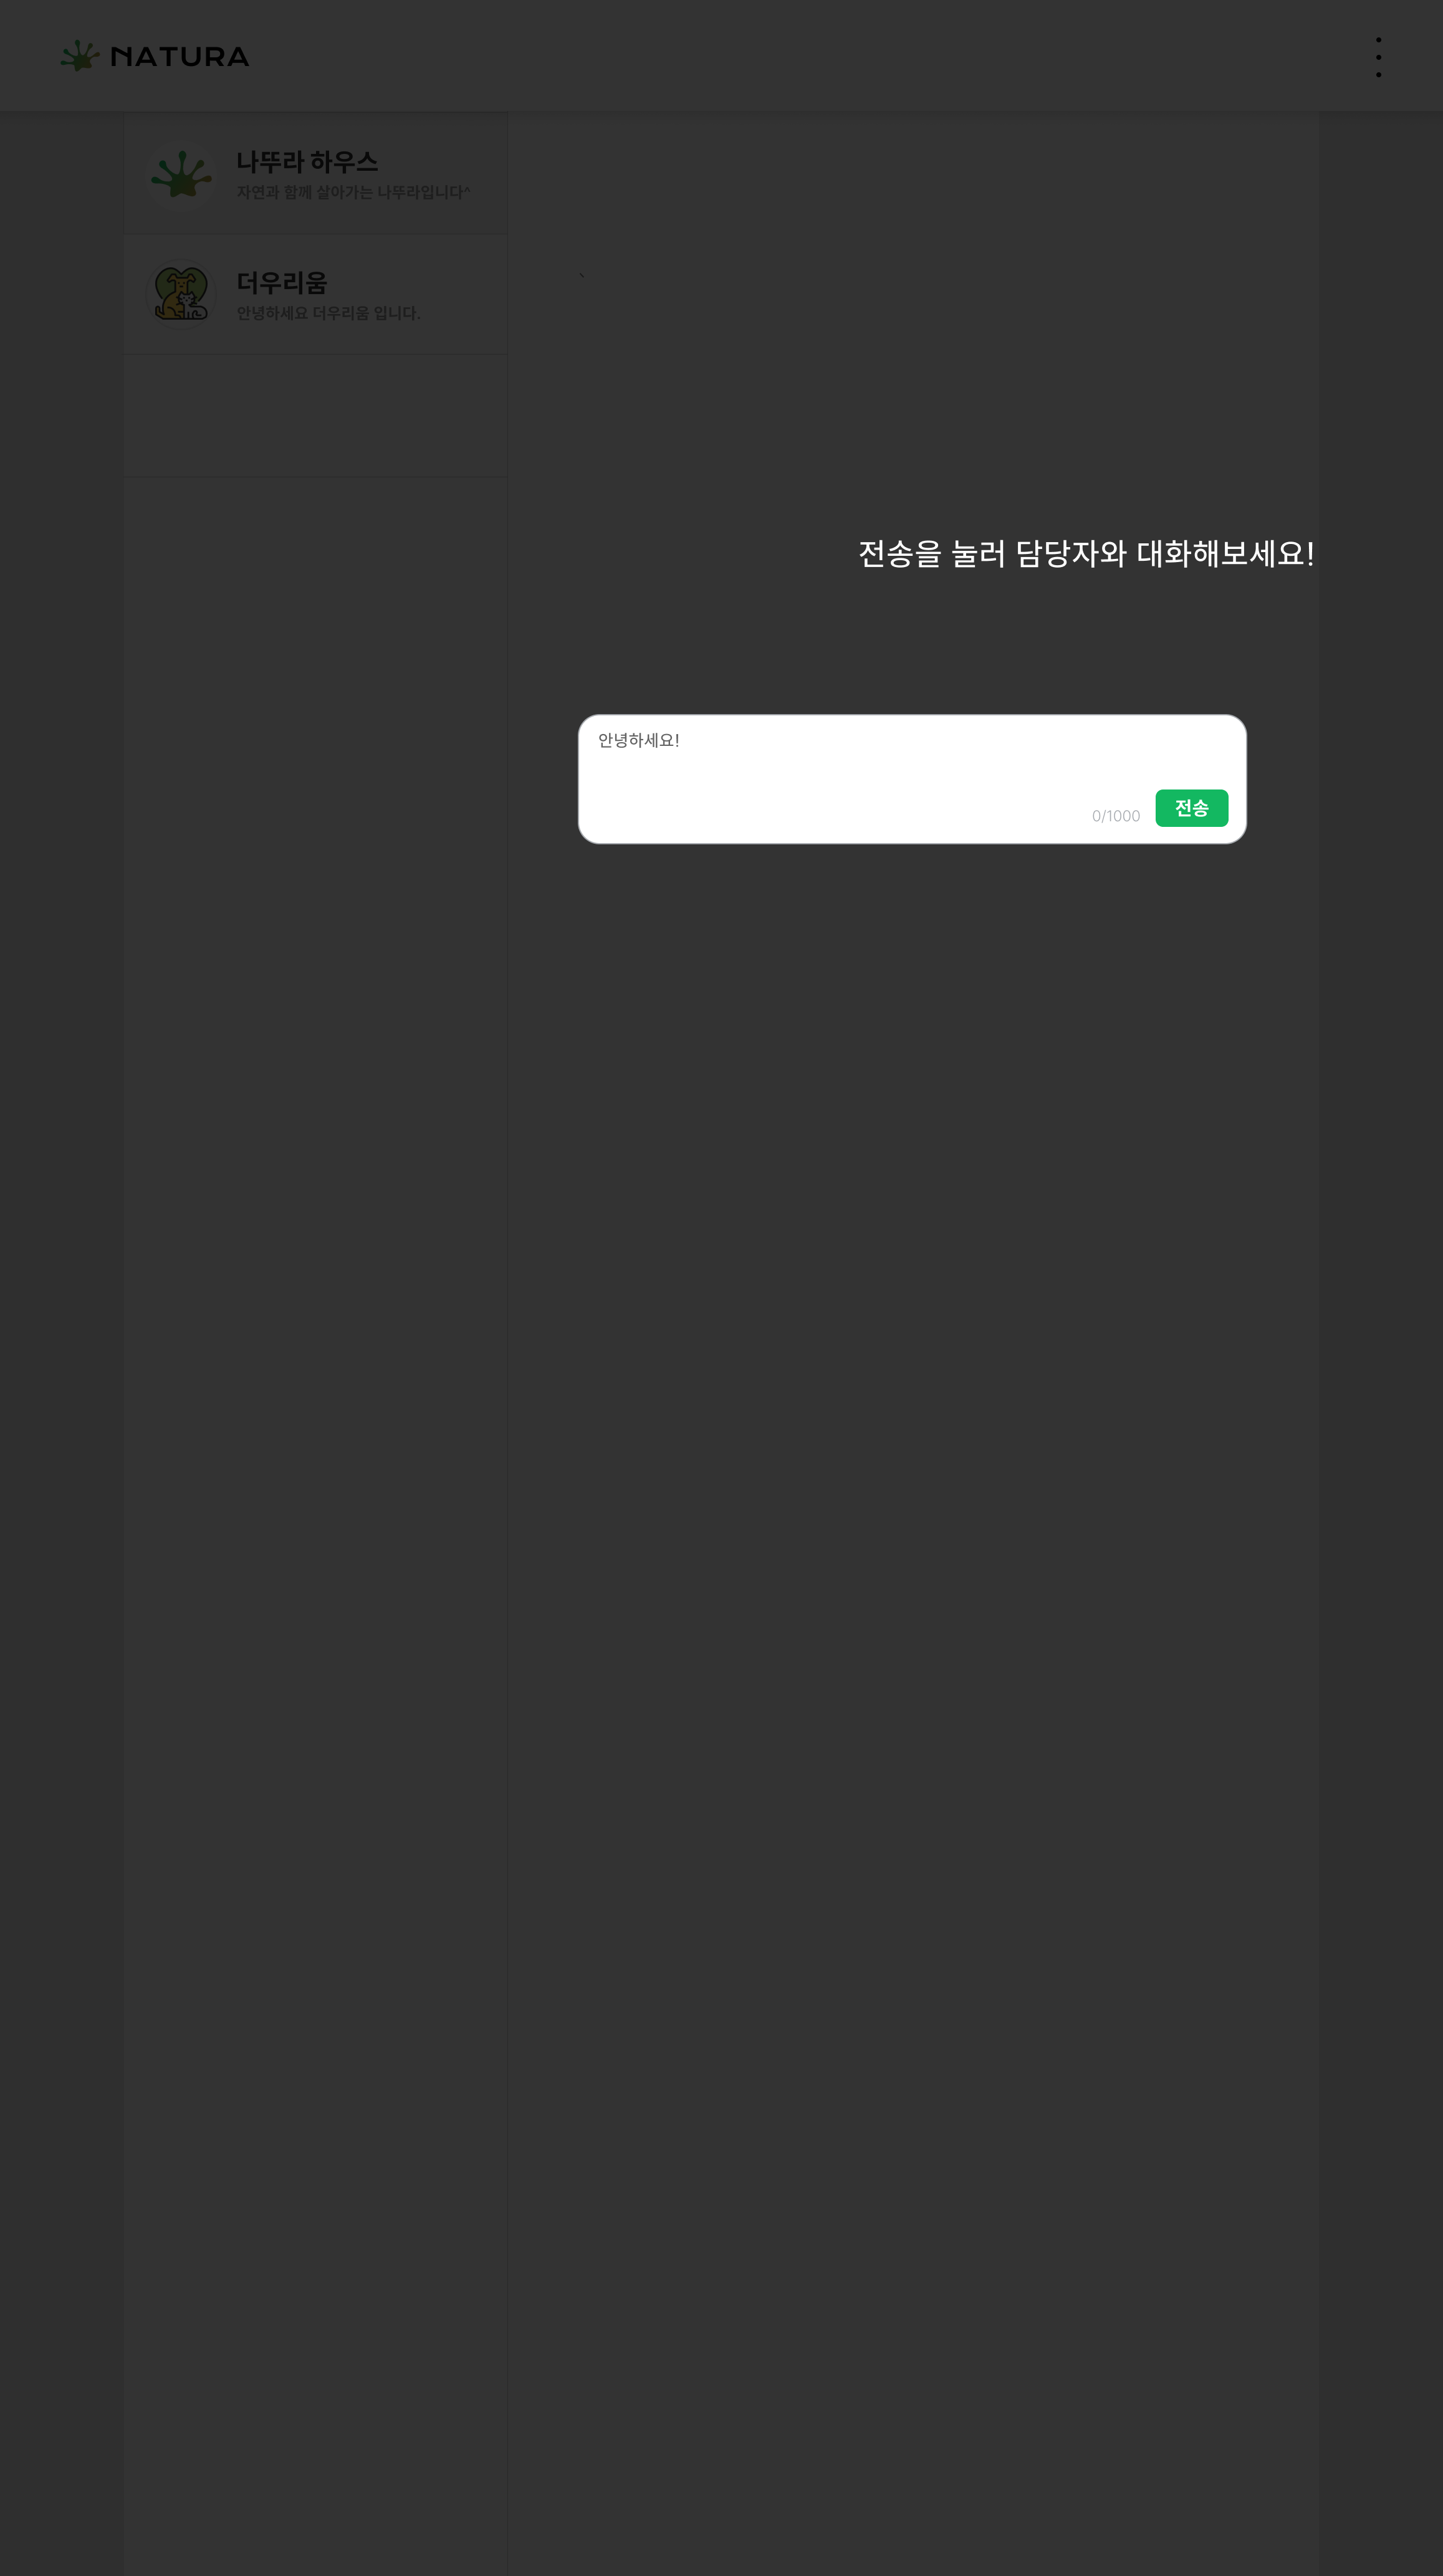 NATURA
나뚜라 하우스
자연과 함께 살아가는 나뚜라입니다^
더우리움
안녕하세요 더우리움 입니다.
`
전송을 눌러 담당자와 대화해보세요!
안녕하세요!
0/1000 전송